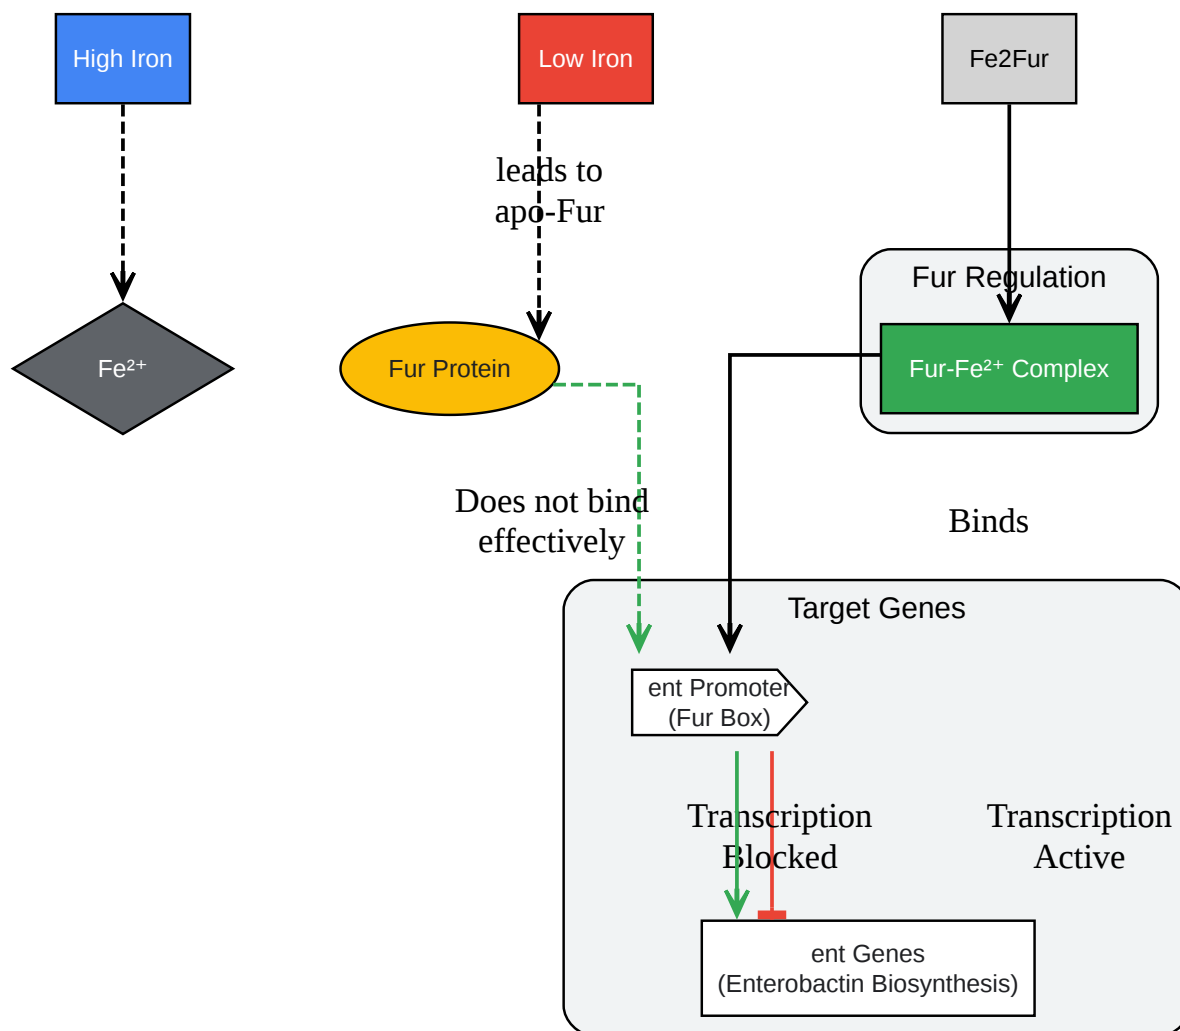 High Iron
Low Iron
Fe2Fur
leads to
apo-Fur
Fur Regulation
Fe²⁺
Fur Protein
Fur-Fe²⁺ Complex
Does not bind
effectively
Binds
Target Genes
ent Promoter
(Fur Box)
Transcription
Blocked
Transcription
Active
ent Genes
(Enterobactin Biosynthesis)